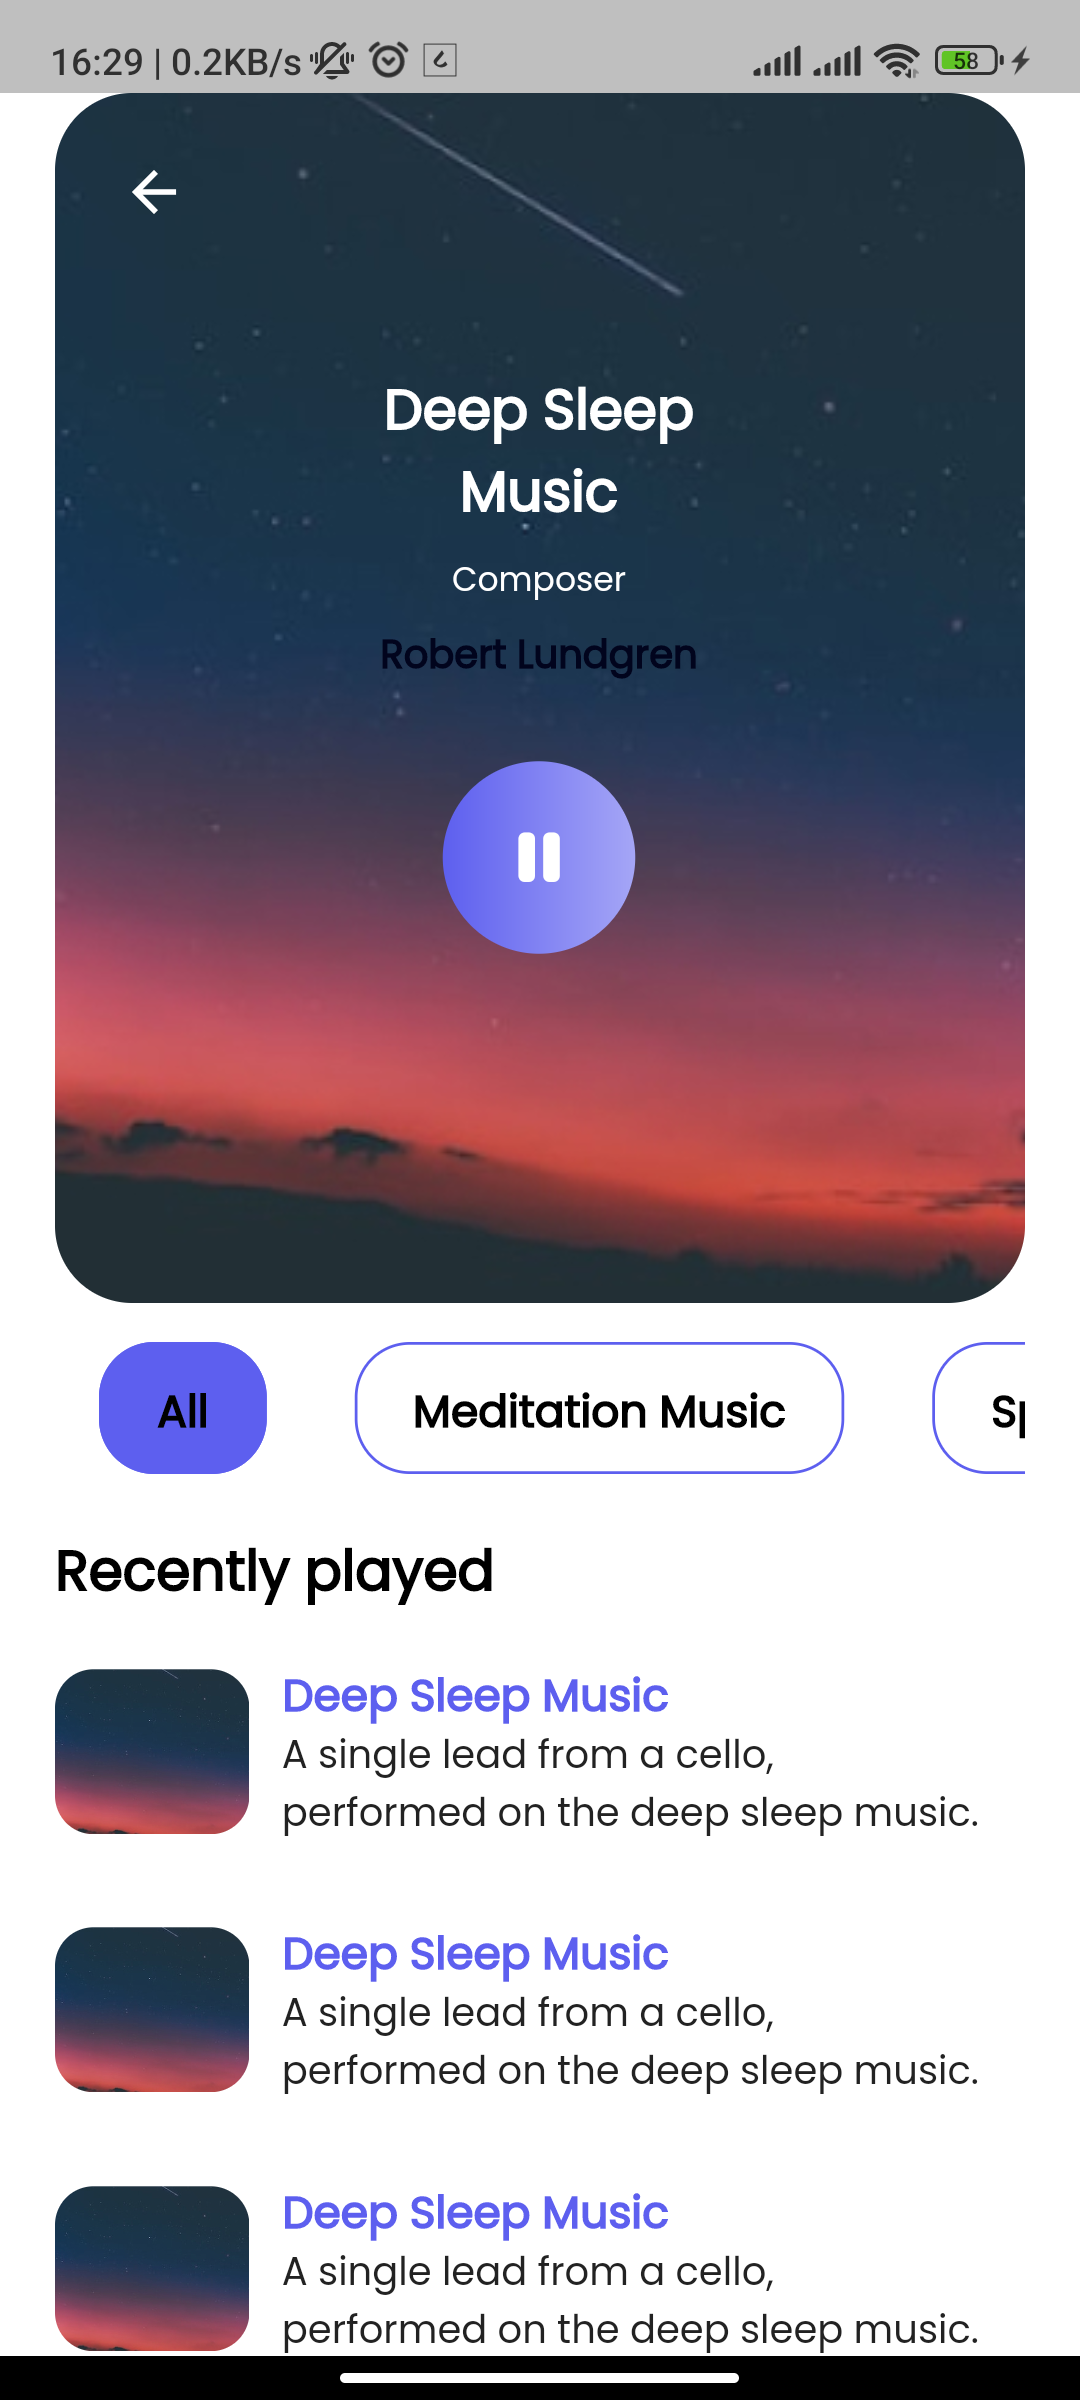 16:29 | 0.2KB/s
58
Deep Sleep
Music
Composer
Robert Lundgren
All
Meditation Music
Sp
Recently played
Deep Sleep Music
A single lead from a cello,
performed on the deep sleep music.
Deep Sleep Music
A single lead from a cello,
performed on the deep sleep music.
Deep Sleep Music
A single lead from a cello,
performed on the deep sleep music.